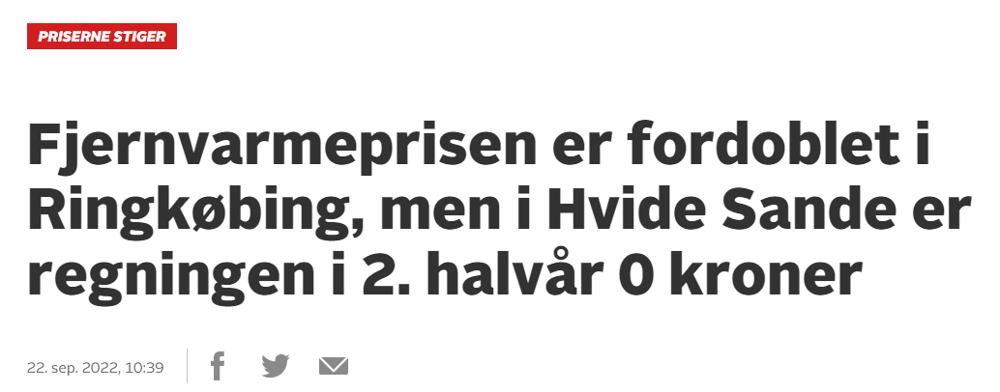 PRISERNE STIGER
Fjernvarmeprisen er fordoblet i
Ringkøbing, men i Hvide Sande er
regningen i 2. halvår 0 kroner
22. sep. 2022, 10:39